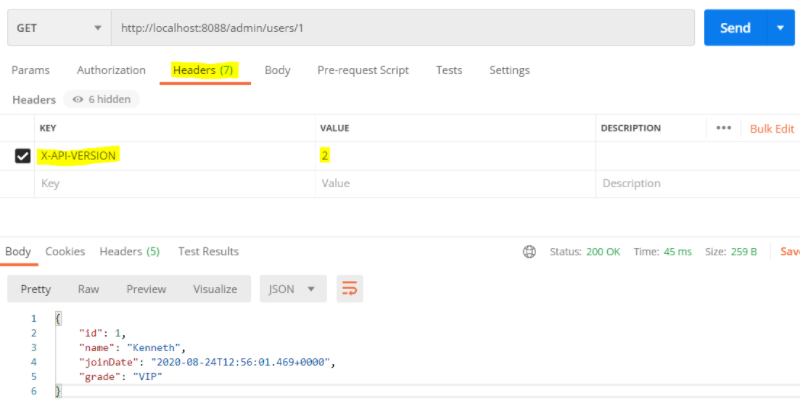 GET http://localhost:8088/admin/users/1 Send
Params Authorization Headers (7) Body Pre-request Script Tests Settings
Headers 6 hidden
KEY VALUE DESCRIPTION ••• Bulk Edit
X-API-VERSION 2
Key Value Description
Body Cookies Headers (5) Test Results Status: 200 OK Time: 45 ms Size: 259 B Sav
Pretty Raw Preview Visualize JSON
1 {
2 "id": 1,
3 "name": "Kenneth",
4 "joinDate": "2020-08-24T12:56:01.469+0000",
5 "grade": "VIP"
6 }